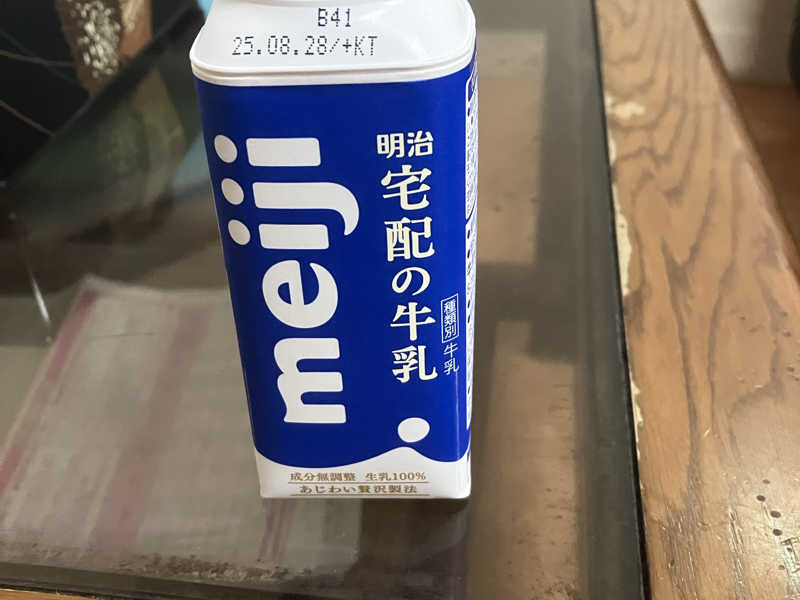 B41
25.08.28/+KT
meiji
明治
宅配の牛乳
種類別 牛乳
成分無調整 生乳100%
あじわい贅沢製法